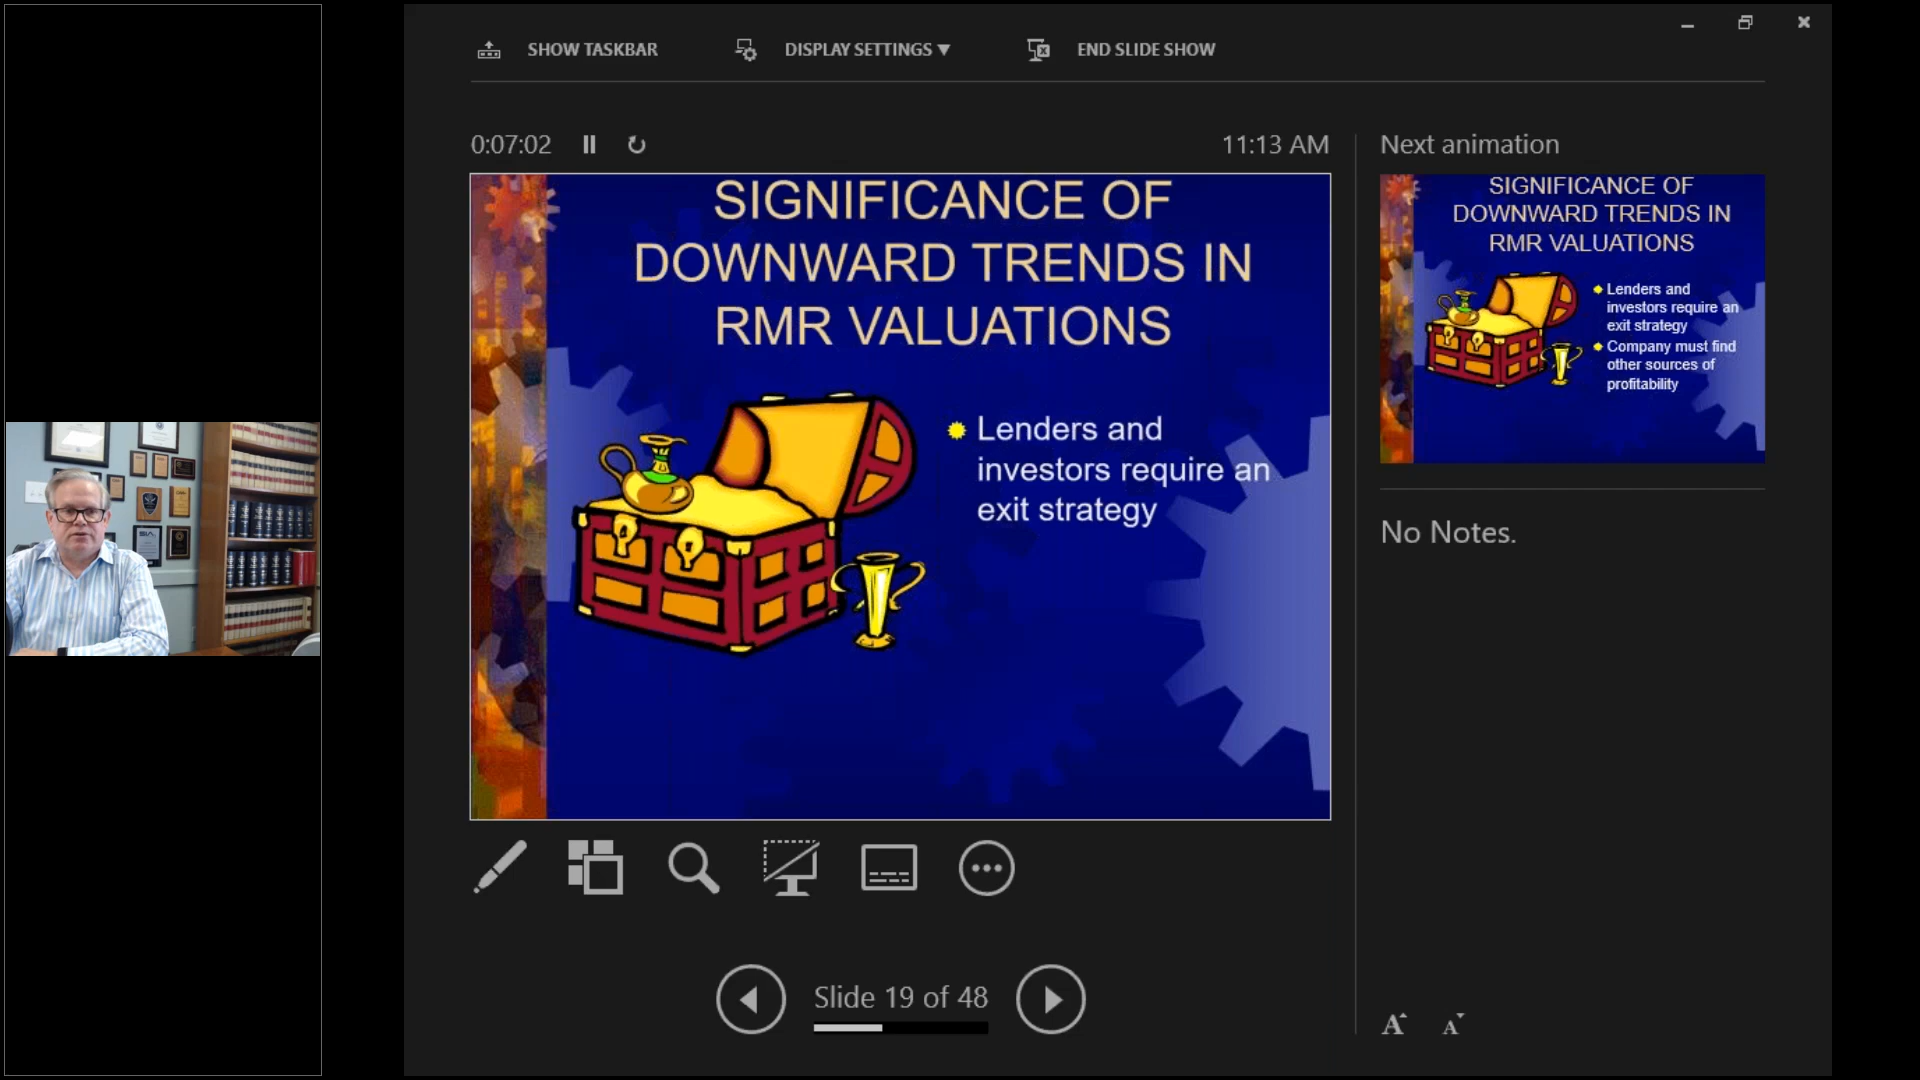 SHOW TASKBAR
DISPLAY SETTINGS ▼
END SLIDE SHOW
0:07:02
11:13 AM
Next animation
SIGNIFICANCE OF
DOWNWARD TRENDS IN
RMR VALUATIONS
Lenders and
investors require an
exit strategy
SIGNIFICANCE OF
DOWNWARD TRENDS IN
RMR VALUATIONS
Lenders and
investors require an
exit strategy
Company must find
other sources of
profitability
No Notes.
Slide 19 of 48
A A